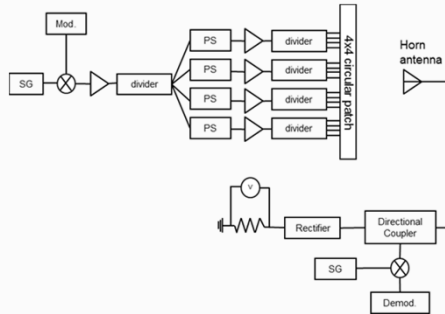 Mod.
SG
divider
PS
divider
PS
divider
PS
divider
PS
divider
4x4 circular patch
Horn
antenna
V
Rectifier
Directional
Coupler
SG
Demod.